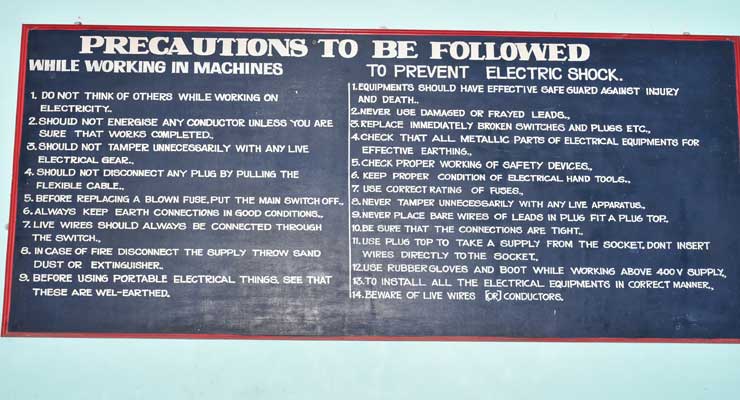 PRECAUTIONS TO BE FOLLOWED
WHILE WORKING IN MACHINES
1. DO NOT THINK OF OTHERS WHILE WORKING ON
ELECTRICITY..
2. SHOULD NOT ENERGISE ANY CONDUCTOR UNLESS YOU ARE
SURE THAT WORKS COMPLETED..
3. SHOULD NOT TAMPER UNNECESSARILY WITH ANY LIVE
ELECTRICAL GEAR..
4. SHOULD NOT DISCONNECT ANY PLUG BY PULLING THE
FLEXIBLE CABLE..
5. BEFORE REPLACING A BLOWN FUSE, PUT THE MAIN SWITCH OFF..
6. ALWAYS KEEP EARTH CONNECTIONS IN GOOD CONDITIONS..
7. LIVE WIRES SHOULD ALWAYS BE CONNECTED THROUGH
THE SWITCH..
8. IN CASE OF FIRE DISCONNECT THE SUPPLY THROW SAND
DUST OR EXTINGUISHER..
9. BEFORE USING PORTABLE ELECTRICAL THINGS. SEE THAT
THESE ARE WEL-EARTHED.
TO PREVENT ELECTRIC SHOCK.
1. EQUIPMENTS SHOULD HAVE EFFECTIVE SAFE GUARD AGAINST INJURY
AND DEATH..
2. NEVER USE DAMAGED OR FRAYED LEADS..
3. REPLACE IMMEDIATELY BROKEN SWITCHES AND PLUGS ETC..
4. CHECK THAT ALL METALLIC PARTS OF ELECTRICAL EQUIPMENTS FOR
EFFECTIVE EARTHING..
5. CHECK PROPER WORKING OF SAFETY DEVICES..
6. KEEP PROPER CONDITION OF ELECTRICAL HAND TOOLS..
7. USE CORRECT RATING OF FUSES..
8. NEVER TAMPER UNNECESSARILY WITH ANY LIVE APPARATUS..
9. NEVER PLACE BARE WIRES OF LEADS IN PLUG FIT A PLUG TOP..
10. BE SURE THAT THE CONNECTIONS ARE TIGHT..
11. USE PLUG TOP TO TAKE A SUPPLY FROM THE SOCKET, DONT INSERT
WIRES DIRECTLY TO THE SOCKET..
12. USE RUBBER GLOVES AND BOOT WHILE WORKING ABOVE 400 V SUPPLY..
13. TO INSTALL ALL THE ELECTRICAL EQUIPMENTS IN CORRECT MANNER..
14. BEWARE OF LIVE WIRES [OR] CONDUCTORS.